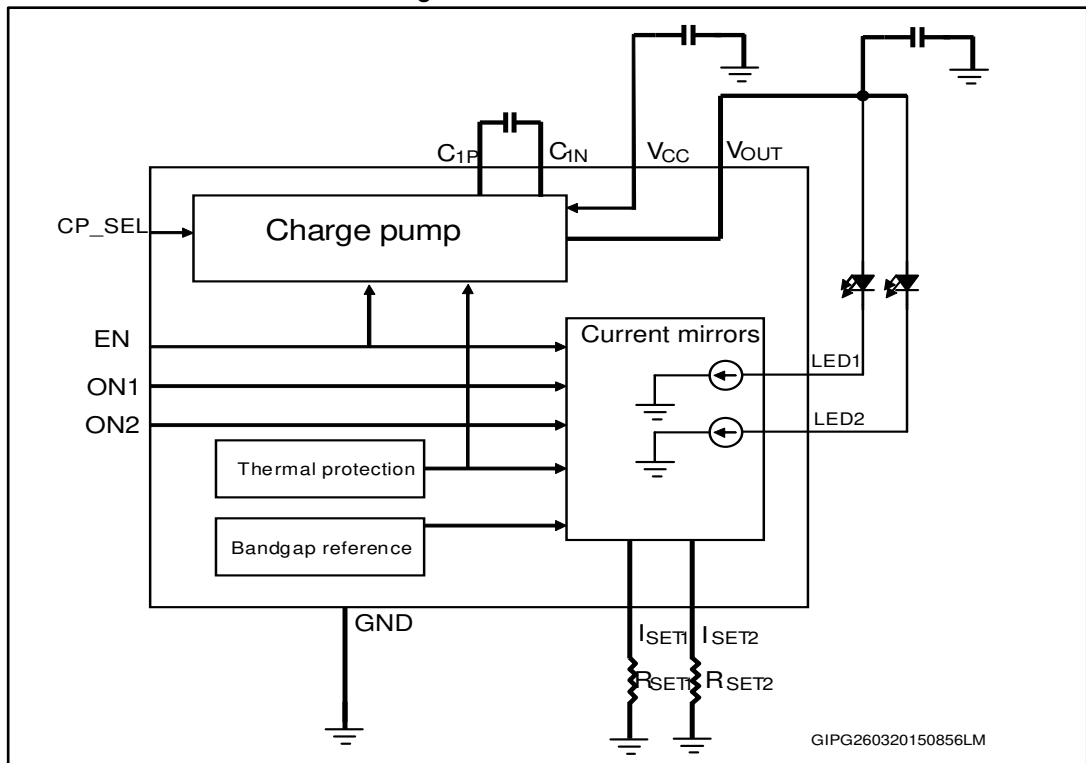 C1P C1N VCC VOUT
CP_SEL
Charge pump
EN
Current mirrors
LED1
ON1
ON2
LED2
Thermal protection
Bandgap reference
GND
ISET1 ISET2
RSET1 RSET2
GIPG260320150856LM